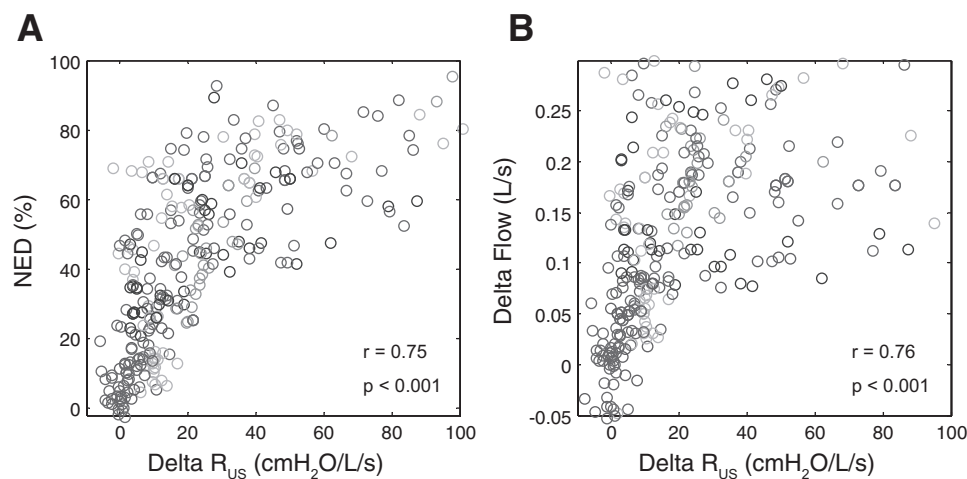 A
B
100
80
60
40
20
0
NED (%)
r = 0.75
p < 0.001
0 20 40 60 80 100
Delta R_US (cmH₂O/L/s)
0.25
0.2
0.15
0.1
0.05
0
-0.05
Delta Flow (L/s)
r = 0.76
p < 0.001
0 20 40 60 80 100
Delta R_US (cmH₂O/L/s)